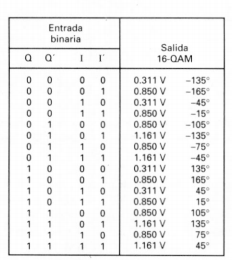 Entrada
binaria
Salida
16-QAM
Q Q´ I I´
0 0 0 0 0.311 V −135°
0 0 0 1 0.850 V −165°
0 0 1 0 0.311 V −45°
0 0 1 1 0.850 V −15°
0 1 0 0 0.850 V −105°
0 1 0 1 1.161 V −135°
0 1 1 0 0.850 V −75°
0 1 1 1 1.161 V −45°
1 0 0 0 0.311 V 135°
1 0 0 1 0.850 V 165°
1 0 1 0 0.311 V 45°
1 0 1 1 0.850 V 15°
1 1 0 0 0.850 V 105°
1 1 0 1 1.161 V 135°
1 1 1 0 0.850 V 75°
1 1 1 1 1.161 V 45°